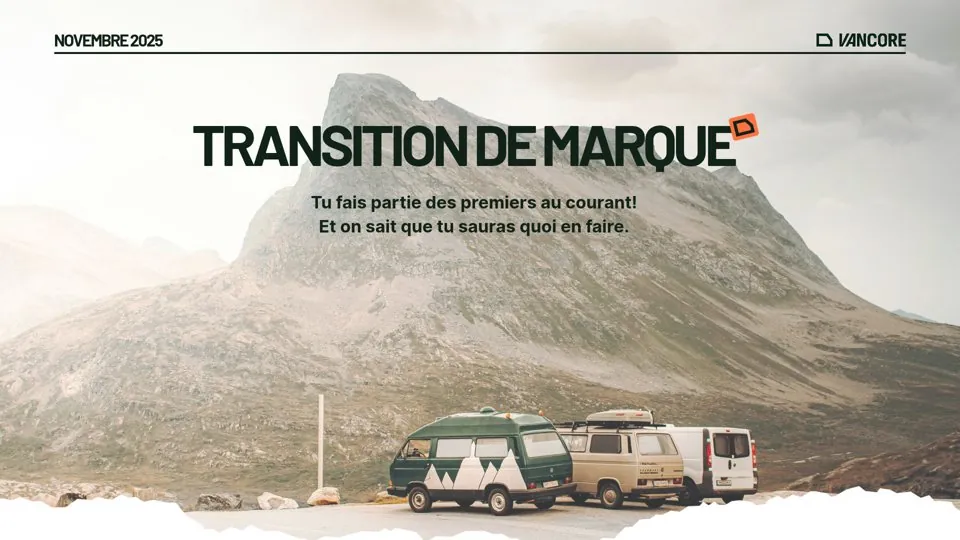 NOVEMBRE 2025
VANCORE
TRANSITION DE MARQUE
Tu fais partie des premiers au courant!
Et on sait que tu sauras quoi en faire.